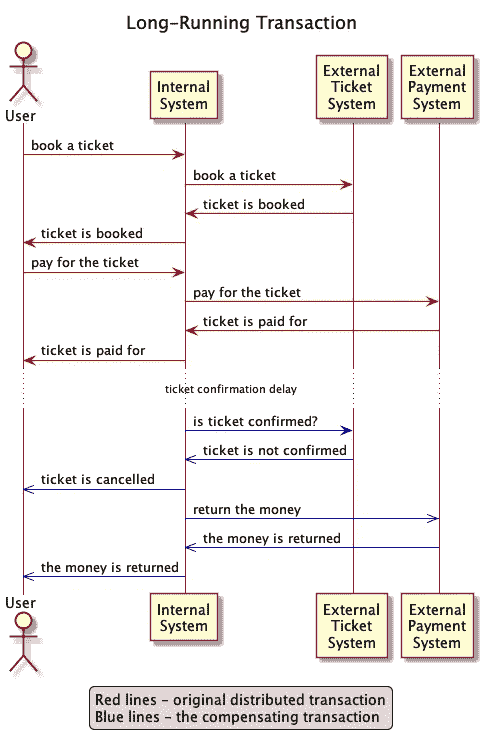 Long-Running Transaction
User
Internal
System
External
Ticket
System
External
Payment
System
book a ticket
book a ticket
ticket is booked
ticket is booked
pay for the ticket
pay for the ticket
ticket is paid for
ticket is paid for
ticket confirmation delay
is ticket confirmed?
ticket is not confirmed
ticket is cancelled
return the money
the money is returned
the money is returned
User
Internal
System
External
Ticket
System
External
Payment
System
Red lines – original distributed transaction
Blue lines – the compensating transaction